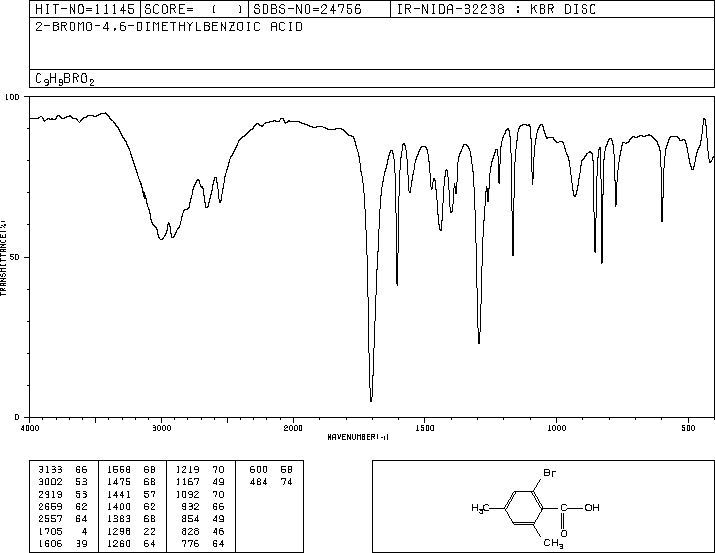 HIT-NO=11145 SCORE= ( ) SDBS-NO=24756 IR-NIDA-32238 : KBR DISC
2-BROMO-4,6-DIMETHYLBENZOIC ACID
C9H9BRO2
100
50
0
TRANSMITTANCE(%)
4000 3000 2000 1500 1000 500
WAVENUMBER(-1)
3133 66 1558 68 1219 70 600 58
3002 53 1475 68 1167 49 484 74
2919 53 1441 57 1092 70
2659 62 1400 62 932 66
2557 64 1383 68 854 49
1705 4 1298 22 828 46
1606 39 1260 64 776 64
Br
H3C
OH
O
CH3